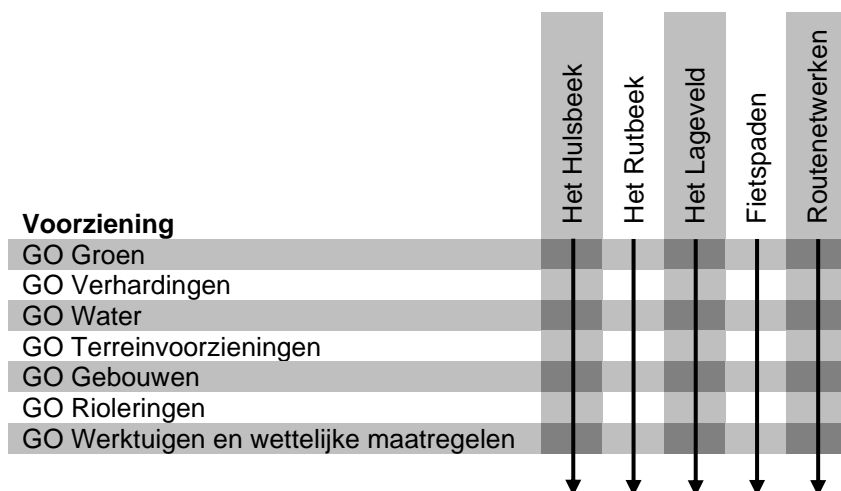 Het Hulsbeek
Het Rutbeek
Het Lageveld
Fietspaden
Routenetwerken
Voorziening
GO Groen
GO Verhardingen
GO Water
GO Terreinvoorzieningen
GO Gebouwen
GO Rioleringen
GO Werktuigen en wettelijke maatregelen